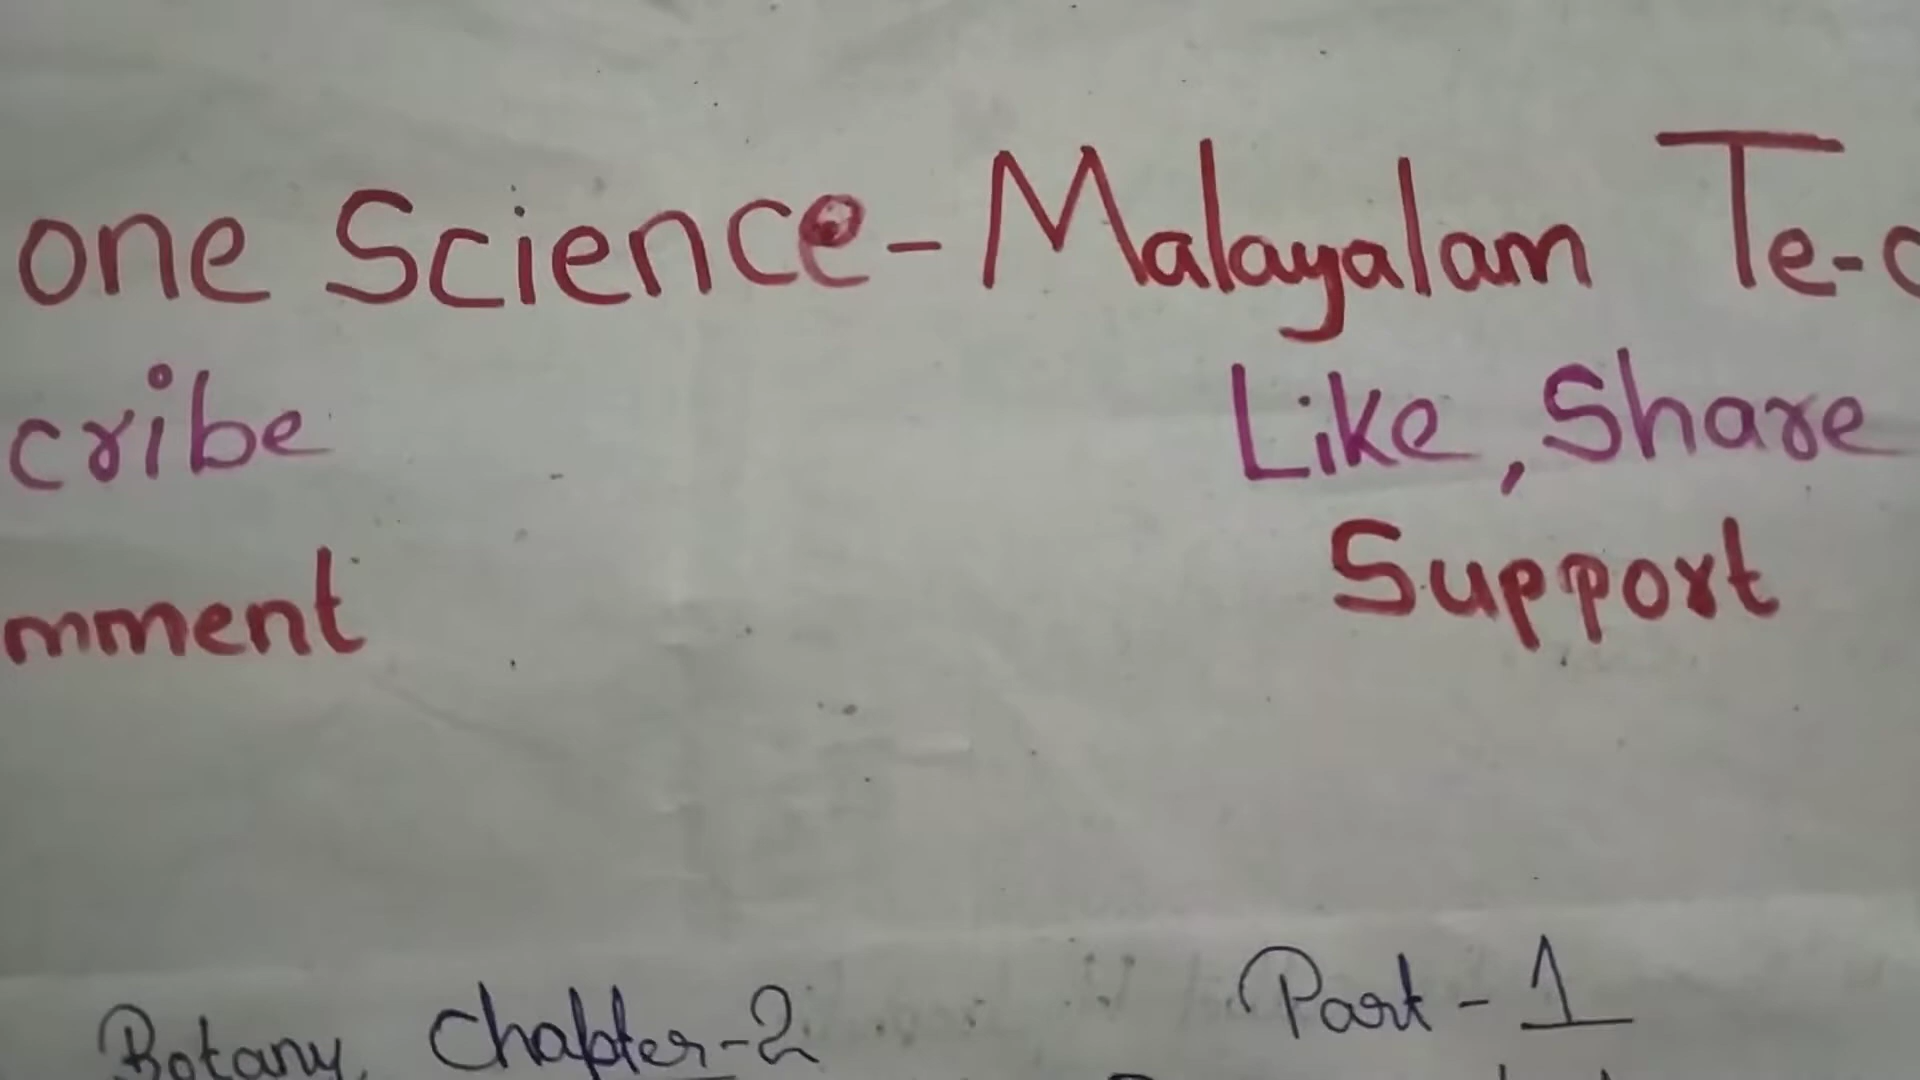 one Science-Malayalam Te-c
cribe Like, Share
mment Support
Botany Chapter-2 Part - 1